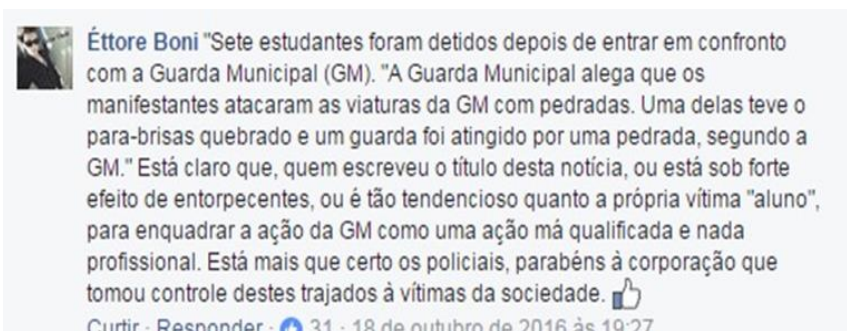 Éttore Boni "Sete estudantes foram detidos depois de entrar em confronto
com a Guarda Municipal (GM). "A Guarda Municipal alega que os
manifestantes atacaram as viaturas da GM com pedradas. Uma delas teve o
para-brisas quebrado e um guarda foi atingido por uma pedrada, segundo a
GM." Está claro que, quem escreveu o título desta notícia, ou está sob forte
efeito de entorpecentes, ou é tão tendencioso quanto a própria vítima "aluno",
para enquadrar a ação da GM como uma ação má qualificada e nada
profissional. Está mais que certo os policiais, parabéns à corporação que
tomou controle destes trajados à vítimas da sociedade.
Curtir · Responder · 31 · 18 de outubro de 2016 às 19:27